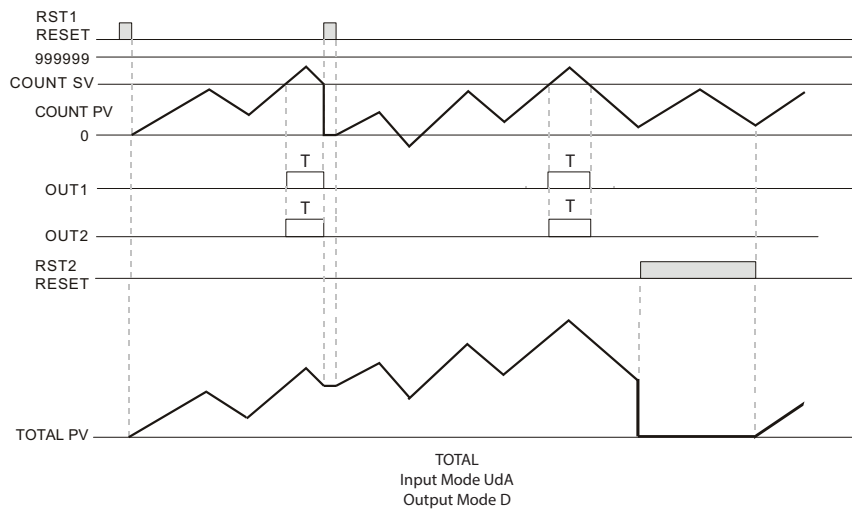 RST1
RESET
999999
COUNT SV
COUNT PV
0
T
T
OUT1
T
T
OUT2
RST2
RESET
TOTAL PV
TOTAL
Input Mode UdA
Output Mode D